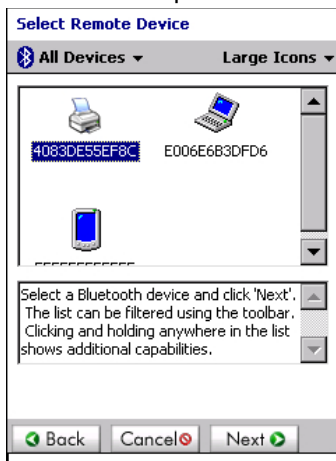 Select Remote Device
All Devices
Large Icons
4083DE55EF8C
E006E6B3DFD6
Select a Bluetooth device and click 'Next'.
The list can be filtered using the toolbar.
Clicking and holding anywhere in the list
shows additional capabilities.
Back
Cancel
Next